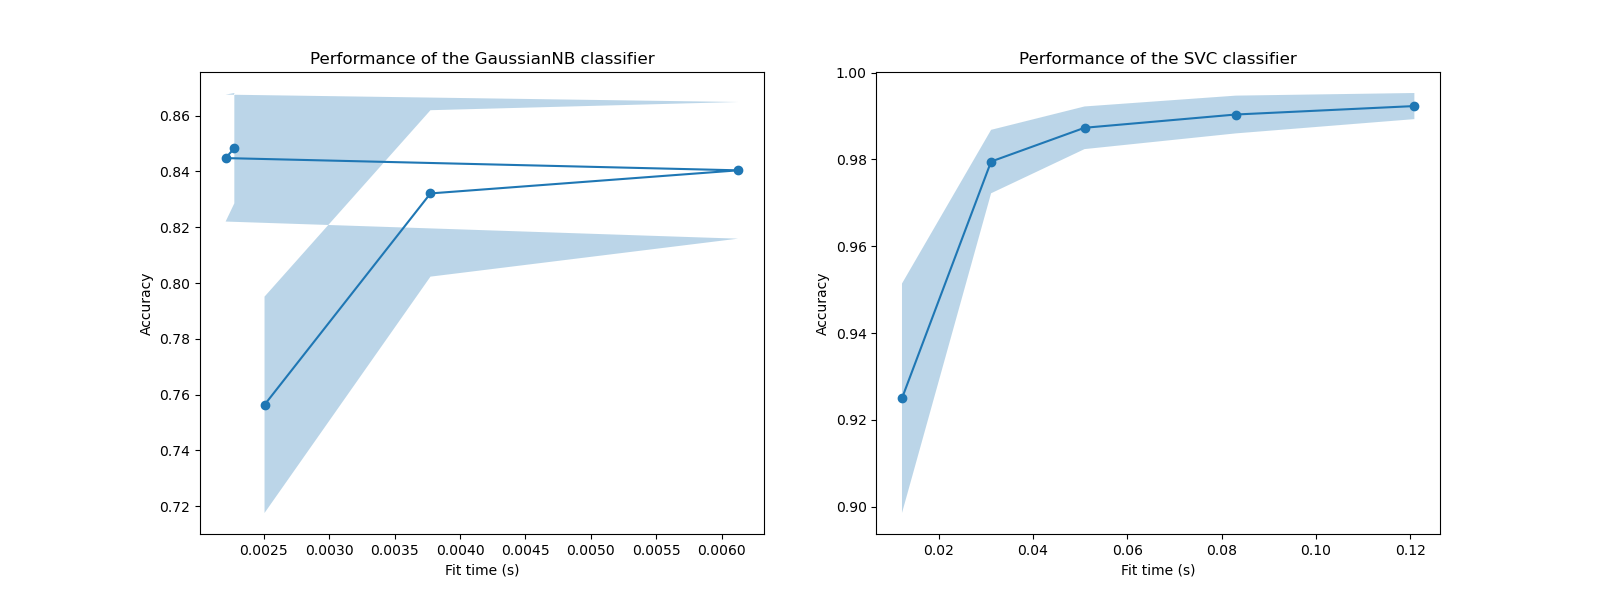 Performance of the GaussianNB classifier
Accuracy
0.86
0.84
0.82
0.80
0.78
0.76
0.74
0.72
0.0025 0.0030 0.0035 0.0040 0.0045 0.0050 0.0055 0.0060
Fit time (s)
Performance of the SVC classifier
Accuracy
1.00
0.98
0.96
0.94
0.92
0.90
0.02 0.04 0.06 0.08 0.10 0.12
Fit time (s)